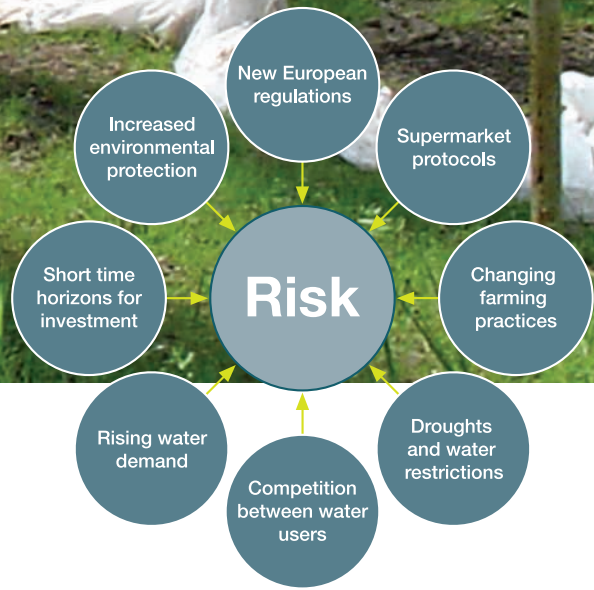 New European
regulations
Supermarket
protocols
Changing
farming
practices
Droughts
and water
restrictions
Competition
between water
users
Rising water
demand
Short time
horizons for
investment
Increased
environmental
protection
Risk